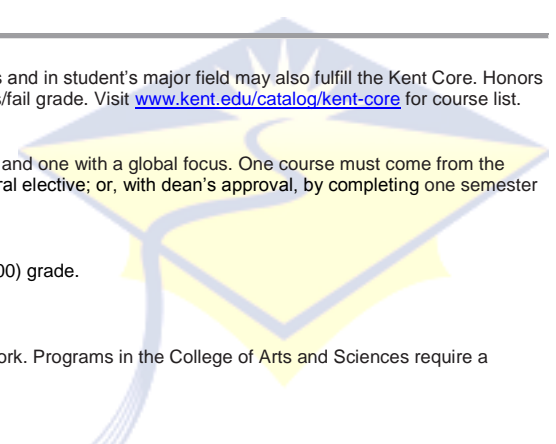 s and in student's major field may also fulfill the Kent Core. Honors
s/fail grade. Visit www.kent.edu/catalog/kent-core for course list.
and one with a global focus. One course must come from the
ral elective; or, with dean's approval, by completing one semester
00) grade.
ork. Programs in the College of Arts and Sciences require a